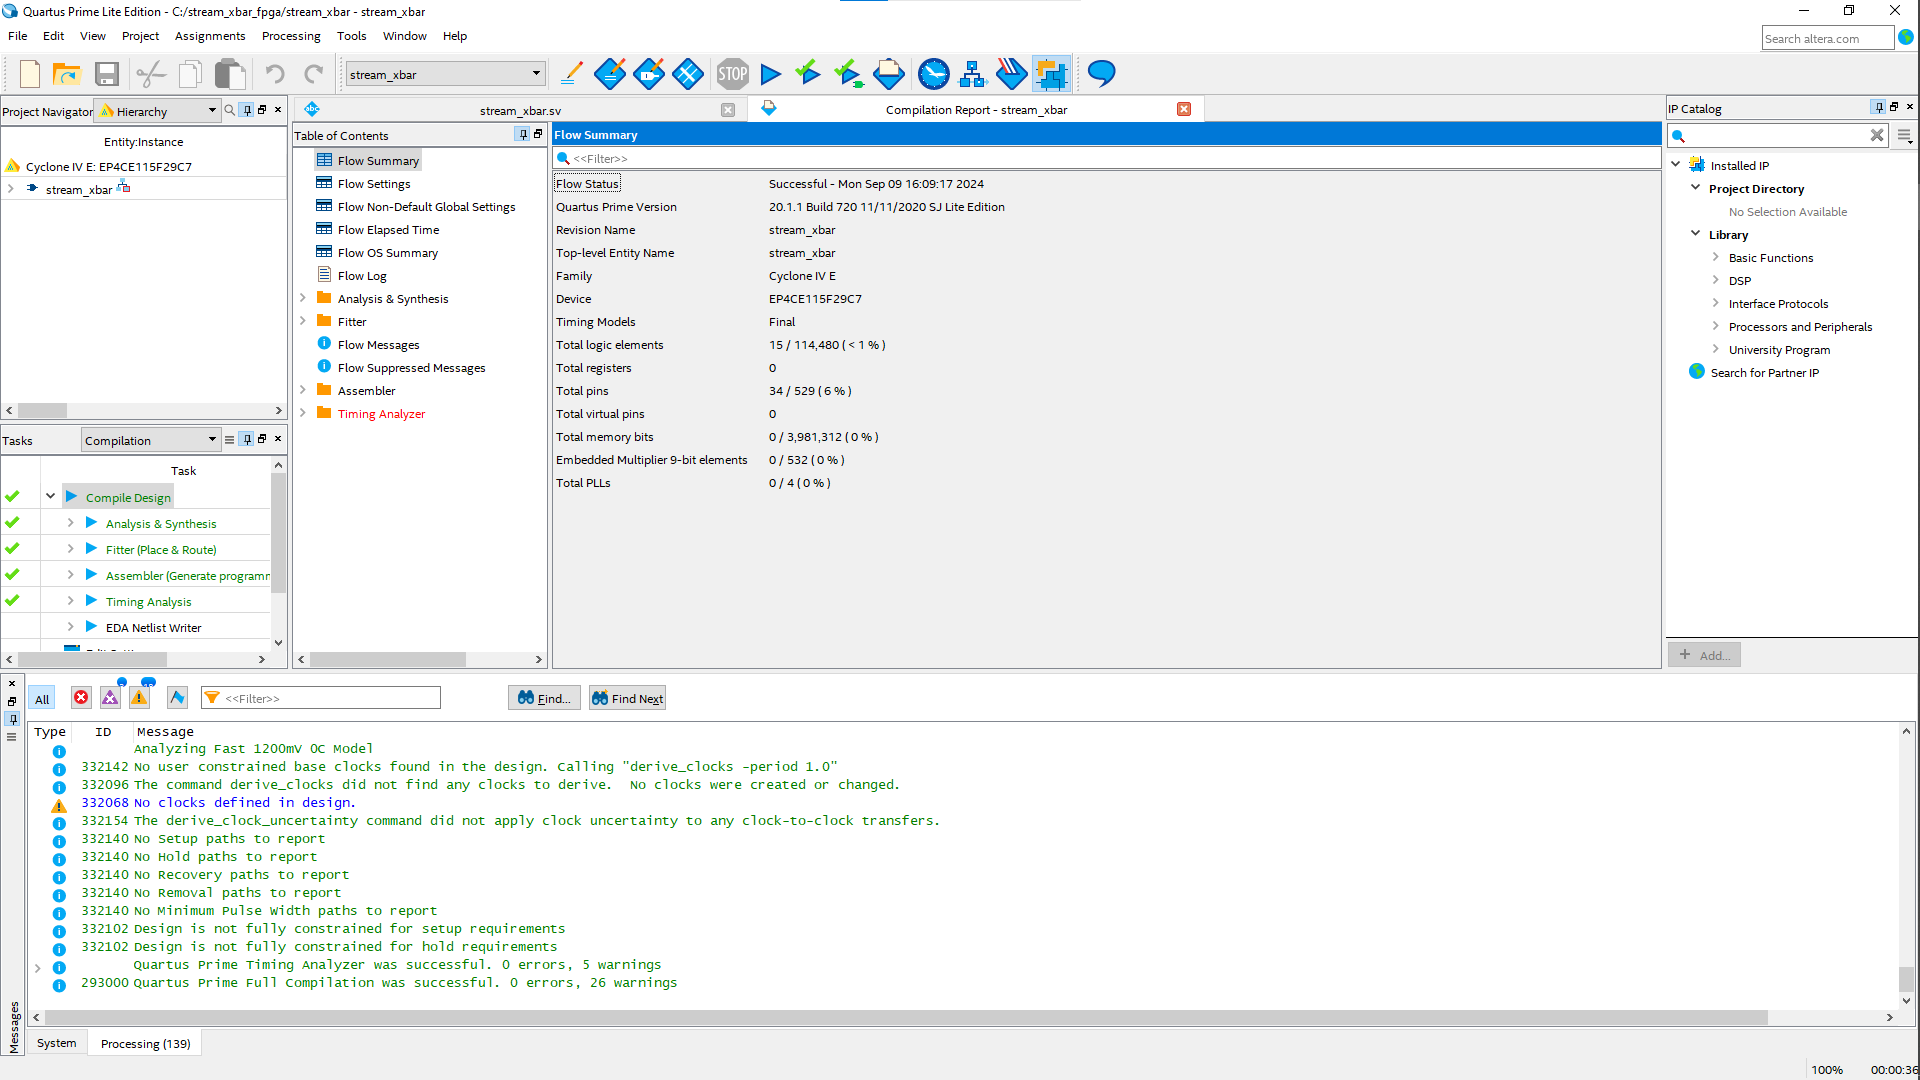 Quartus Prime Lite Edition - C:/stream_xbar_fpga/stream_xbar - stream_xbar
File Edit View Project Assignments Processing Tools Window Help
Search altera.com
STOP
stream_xbar
Project Navigator Hierarchy
Entity:Instance
Cyclone IV E: EP4CE115F29C7
stream_xbar
Tasks Compilation
Task
Compile Design
Analysis & Synthesis
Fitter (Place & Route)
Assembler (Generate programm
Timing Analysis
EDA Netlist Writer
abc stream_xbar.sv
Compilation Report - stream_xbar
Table of Contents
Flow Summary
Flow Settings
Flow Non-Default Global Settings
Flow Elapsed Time
Flow OS Summary
Flow Log
Analysis & Synthesis
Fitter
Flow Messages
Flow Suppressed Messages
Assembler
Timing Analyzer
Flow Summary
<<Filter>>
Flow Status Successful - Mon Sep 09 16:09:17 2024
Quartus Prime Version 20.1.1 Build 720 11/11/2020 SJ Lite Edition
Revision Name stream_xbar
Top-level Entity Name stream_xbar
Family Cyclone IV E
Device EP4CE115F29C7
Timing Models Final
Total logic elements 15 / 114,480 ( < 1 % )
Total registers 0
Total pins 34 / 529 ( 6 % )
Total virtual pins 0
Total memory bits 0 / 3,981,312 ( 0 % )
Embedded Multiplier 9-bit elements 0 / 532 ( 0 % )
Total PLLs 0 / 4 ( 0 % )
IP Catalog
Installed IP
Project Directory
No Selection Available
Library
Basic Functions
DSP
Interface Protocols
Processors and Peripherals
University Program
Search for Partner IP
+ Add...
All
<<Filter>>
Find...
Find Next
Type ID Message
Analyzing Fast 1200mV 0C Model
332142 No user constrained base clocks found in the design. Calling "derive_clocks -period 1.0"
332096 The command derive_clocks did not find any clocks to derive.  No clocks were created or changed.
332068 No clocks defined in design.
332154 The derive_clock_uncertainty command did not apply clock uncertainty to any clock-to-clock transfers.
332140 No Setup paths to report
332140 No Hold paths to report
332140 No Recovery paths to report
332140 No Removal paths to report
332140 No Minimum Pulse Width paths to report
332102 Design is not fully constrained for setup requirements
332102 Design is not fully constrained for hold requirements
Quartus Prime Timing Analyzer was successful. 0 errors, 5 warnings
293000 Quartus Prime Full Compilation was successful. 0 errors, 26 warnings
Messages
System
Processing (139)
100% 00:00:36